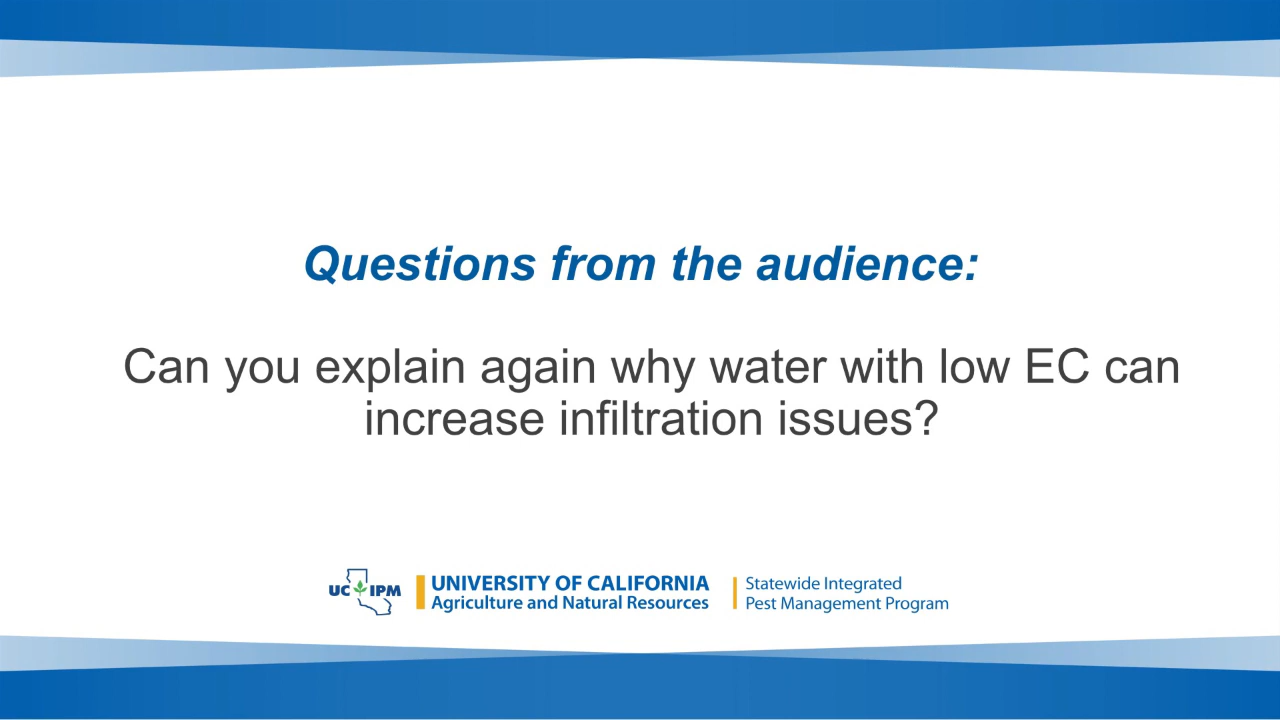 Questions from the audience:
Can you explain again why water with low EC can
increase infiltration issues?
UC IPM
UNIVERSITY OF CALIFORNIA
Agriculture and Natural Resources
Statewide Integrated
Pest Management Program